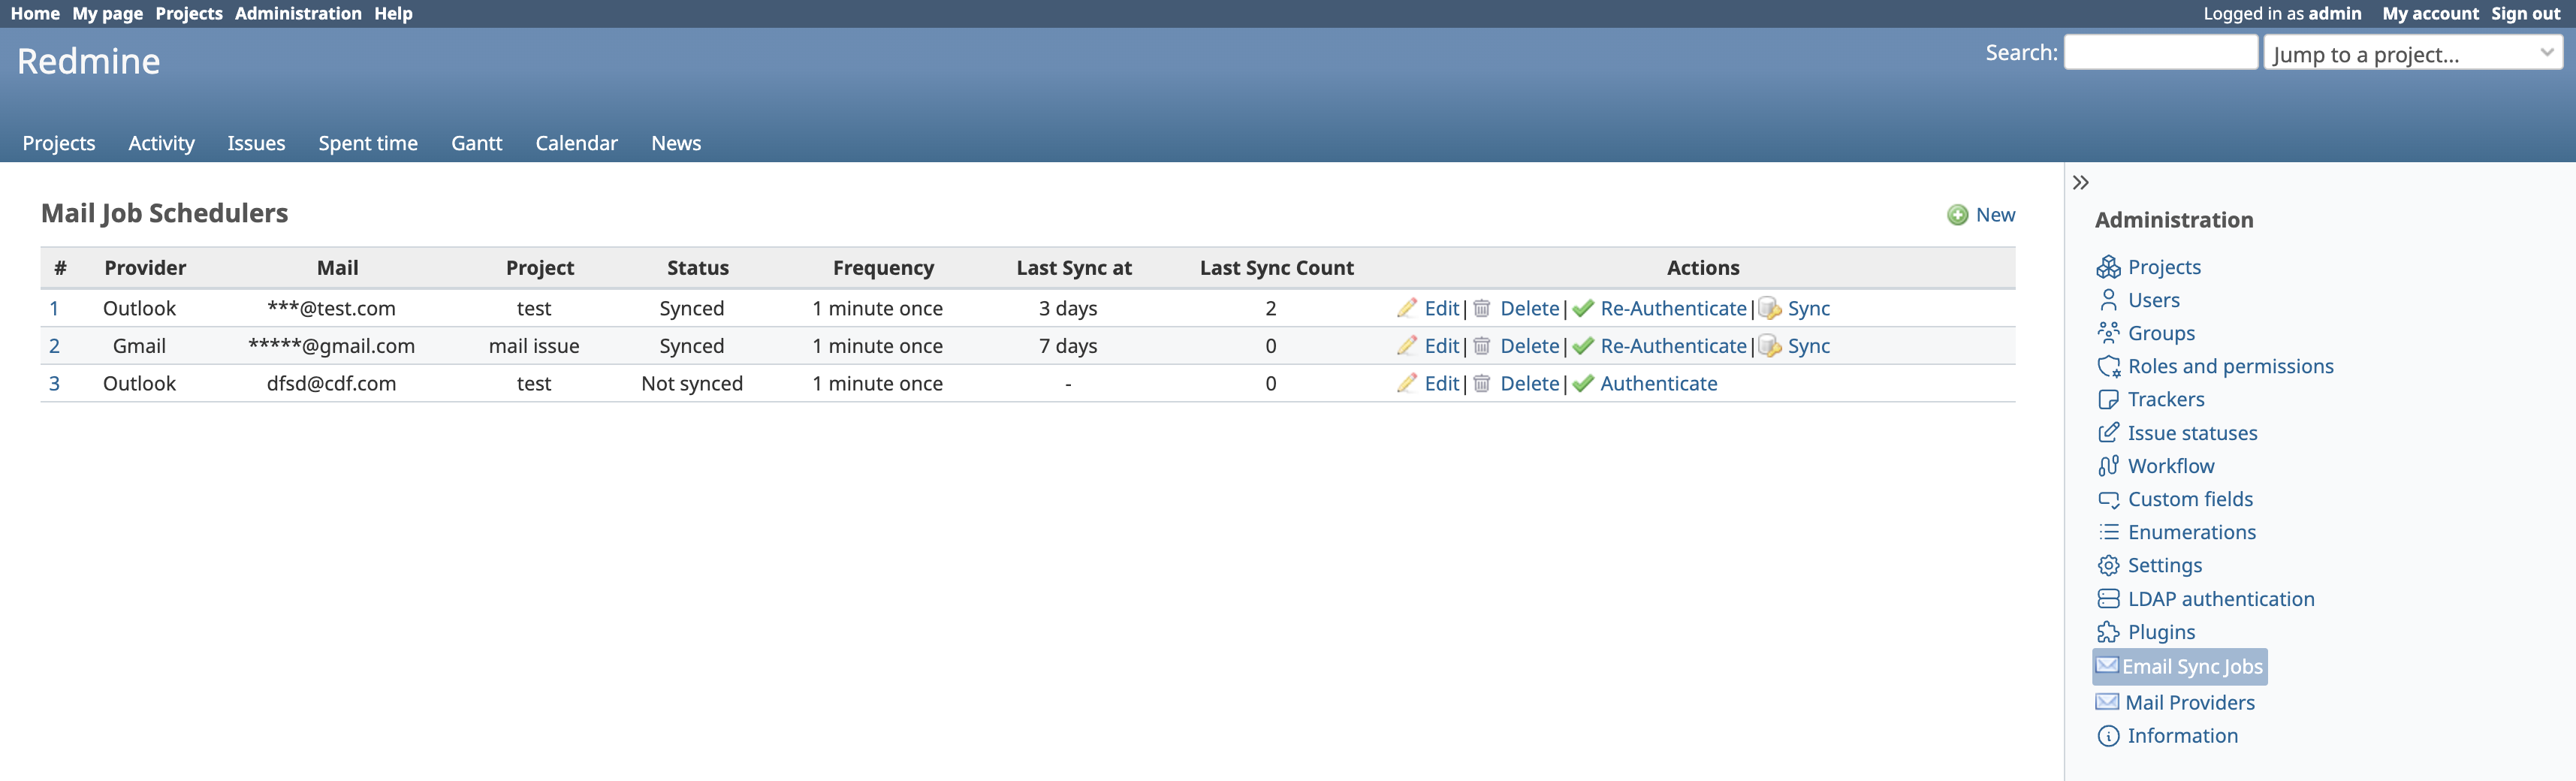 Home My page Projects Administration Help Logged in as admin My account Sign out
Redmine Search: Jump to a project...
Projects Activity Issues Spent time Gantt Calendar News
Mail Job Schedulers New
# Provider Mail Project Status Frequency Last Sync at Last Sync Count Actions
1 Outlook ***@test.com test Synced 1 minute once 3 days 2 Edit| Delete| Re-Authenticate| Sync
2 Gmail *****@gmail.com mail issue Synced 1 minute once 7 days 0 Edit| Delete| Re-Authenticate| Sync
3 Outlook dfsd@cdf.com test Not synced 1 minute once - 0 Edit| Delete| Authenticate
»
Administration
Projects
Users
Groups
Roles and permissions
Trackers
Issue statuses
Workflow
Custom fields
Enumerations
Settings
LDAP authentication
Plugins
Email Sync Jobs
Mail Providers
Information